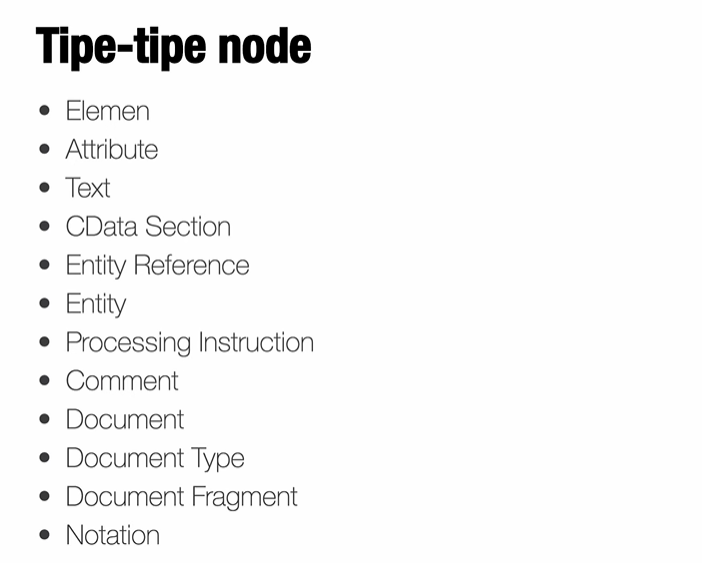 Tipe-tipe node
• Elemen
• Attribute
• Text
• CData Section
• Entity Reference
• Entity
• Processing Instruction
• Comment
• Document
• Document Type
• Document Fragment
• Notation